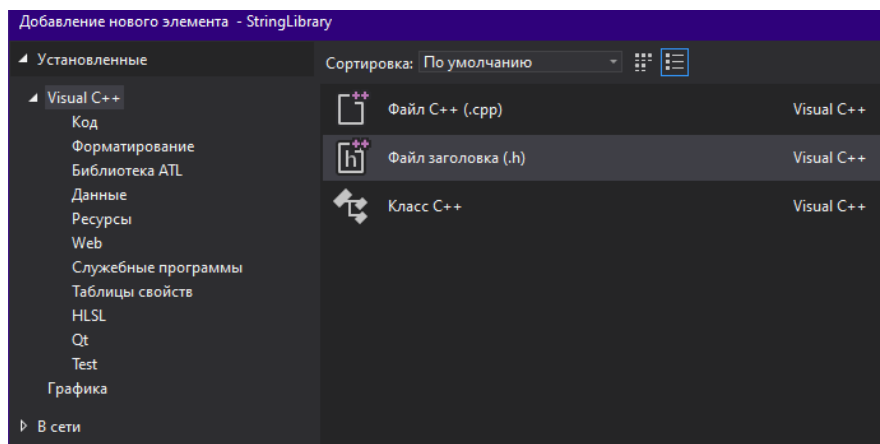 Добавление нового элемента - StringLibrary
Установленные
Visual C++
Код
Форматирование
Библиотека ATL
Данные
Ресурсы
Web
Служебные программы
Таблицы свойств
HLSL
Qt
Test
Графика
В сети
Сортировка: По умолчанию
Файл C++ (.cpp) Visual C++
Файл заголовка (.h) Visual C++
Класс C++ Visual C++